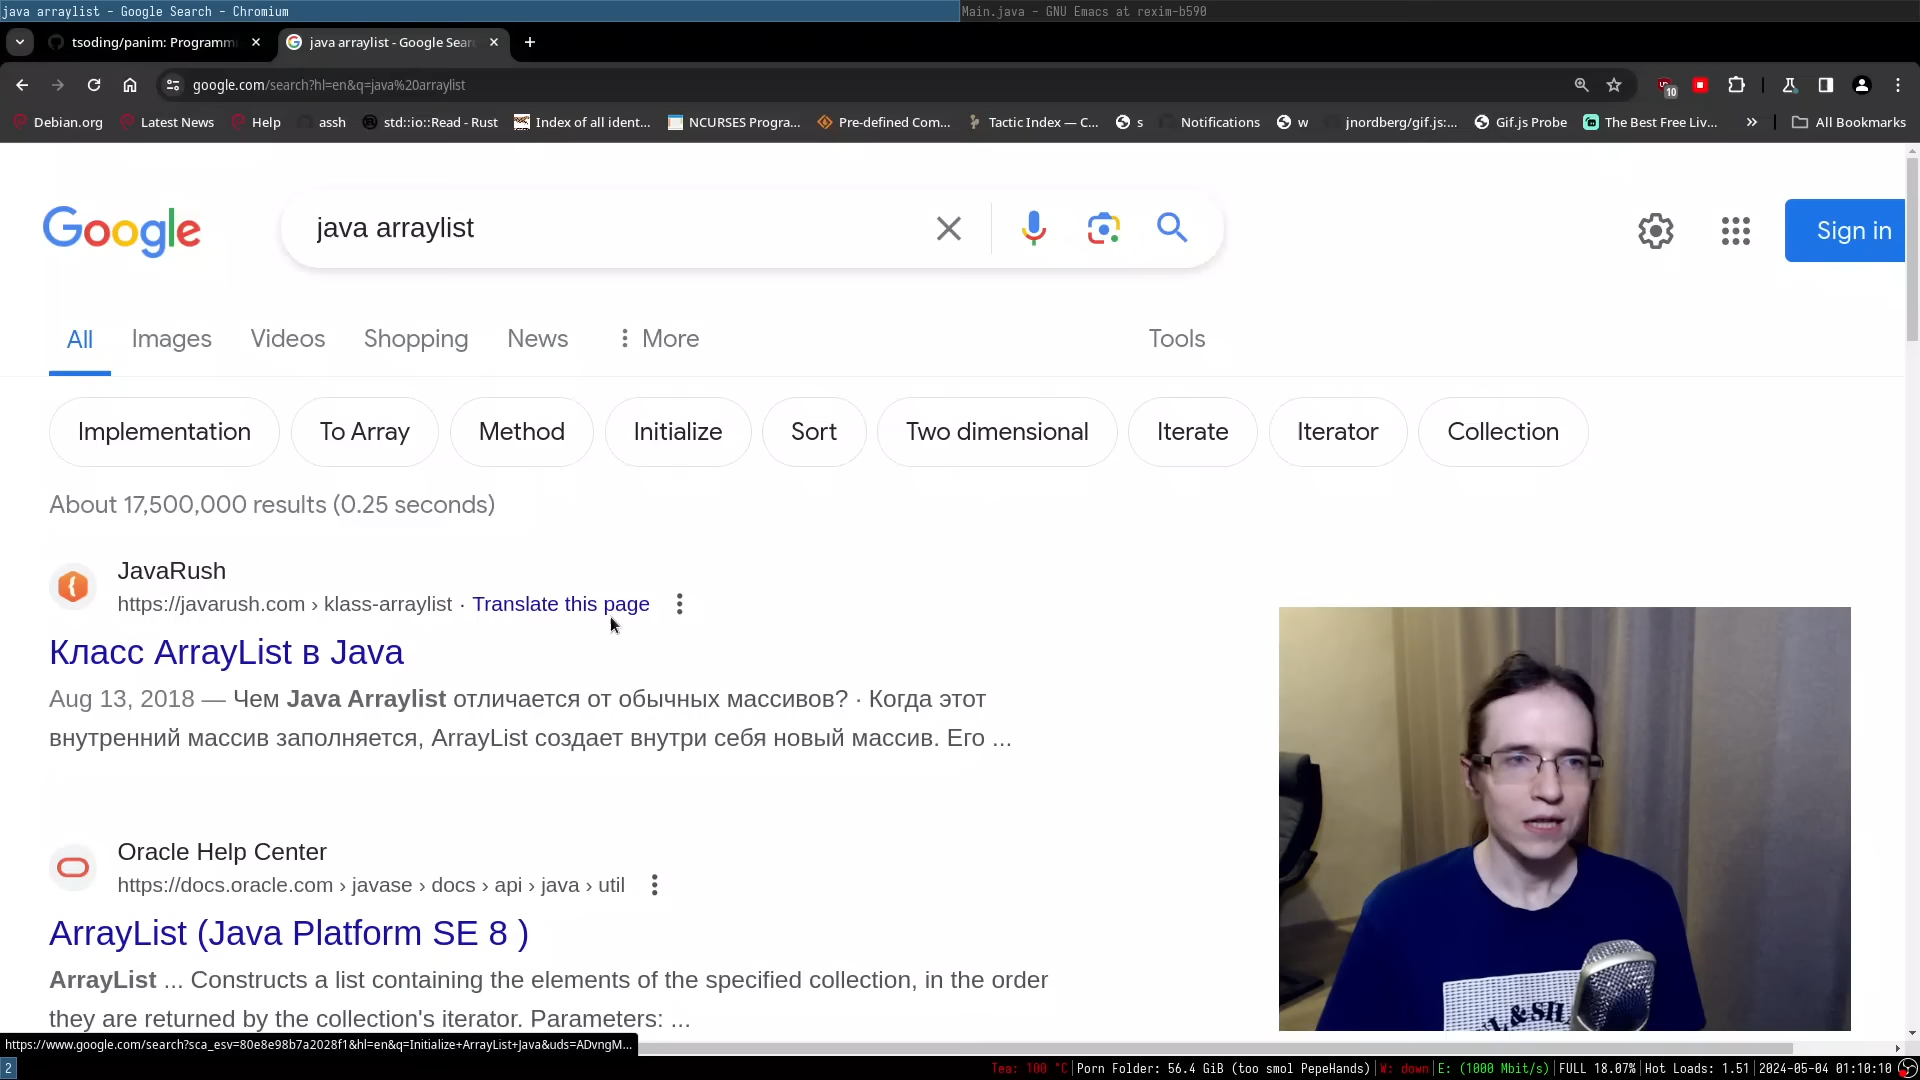 java arraylist - Google Search - Chromium
Main.java - GNU Emacs at rexim-b590
tsoding/panim: Programm
java arraylist - Google Sear
google.com/search?hl=en&q=java%20arraylist
10
Debian.org
Latest News
Help
assh
std::io::Read - Rust
Index of all ident...
NCURSES Progra...
Pre-defined Com...
Tactic Index — C...
s
Notifications
w
jnordberg/gif.js:...
Gif.js Probe
The Best Free Liv...
»
All Bookmarks
Google
java arraylist
Sign in
All
Images
Videos
Shopping
News
More
Tools
Implementation
To Array
Method
Initialize
Sort
Two dimensional
Iterate
Iterator
Collection
About 17,500,000 results (0.25 seconds)
JavaRush
https://javarush.com › klass-arraylist · Translate this page
Класс ArrayList в Java
Aug 13, 2018 — Чем Java Arraylist отличается от обычных массивов? · Когда этот
внутренний массив заполняется, ArrayList создает внутри себя новый массив. Его ...
Oracle Help Center
https://docs.oracle.com › javase › docs › api › java › util
ArrayList (Java Platform SE 8 )
ArrayList ... Constructs a list containing the elements of the specified collection, in the order
they are returned by the collection's iterator. Parameters: ...
L &SH
https://www.google.com/search?sca_esv=80e8e98b7a2028f1&hl=en&q=Initialize+ArrayList+Java&uds=ADvngM...
2
Tea: 100 °C|Porn Folder: 56.4 GiB (too smol PepeHands)|W: down|E: (1000 Mbit/s)|FULL 18.07%|Hot Loads: 1.51|2024-05-04 01:10:10